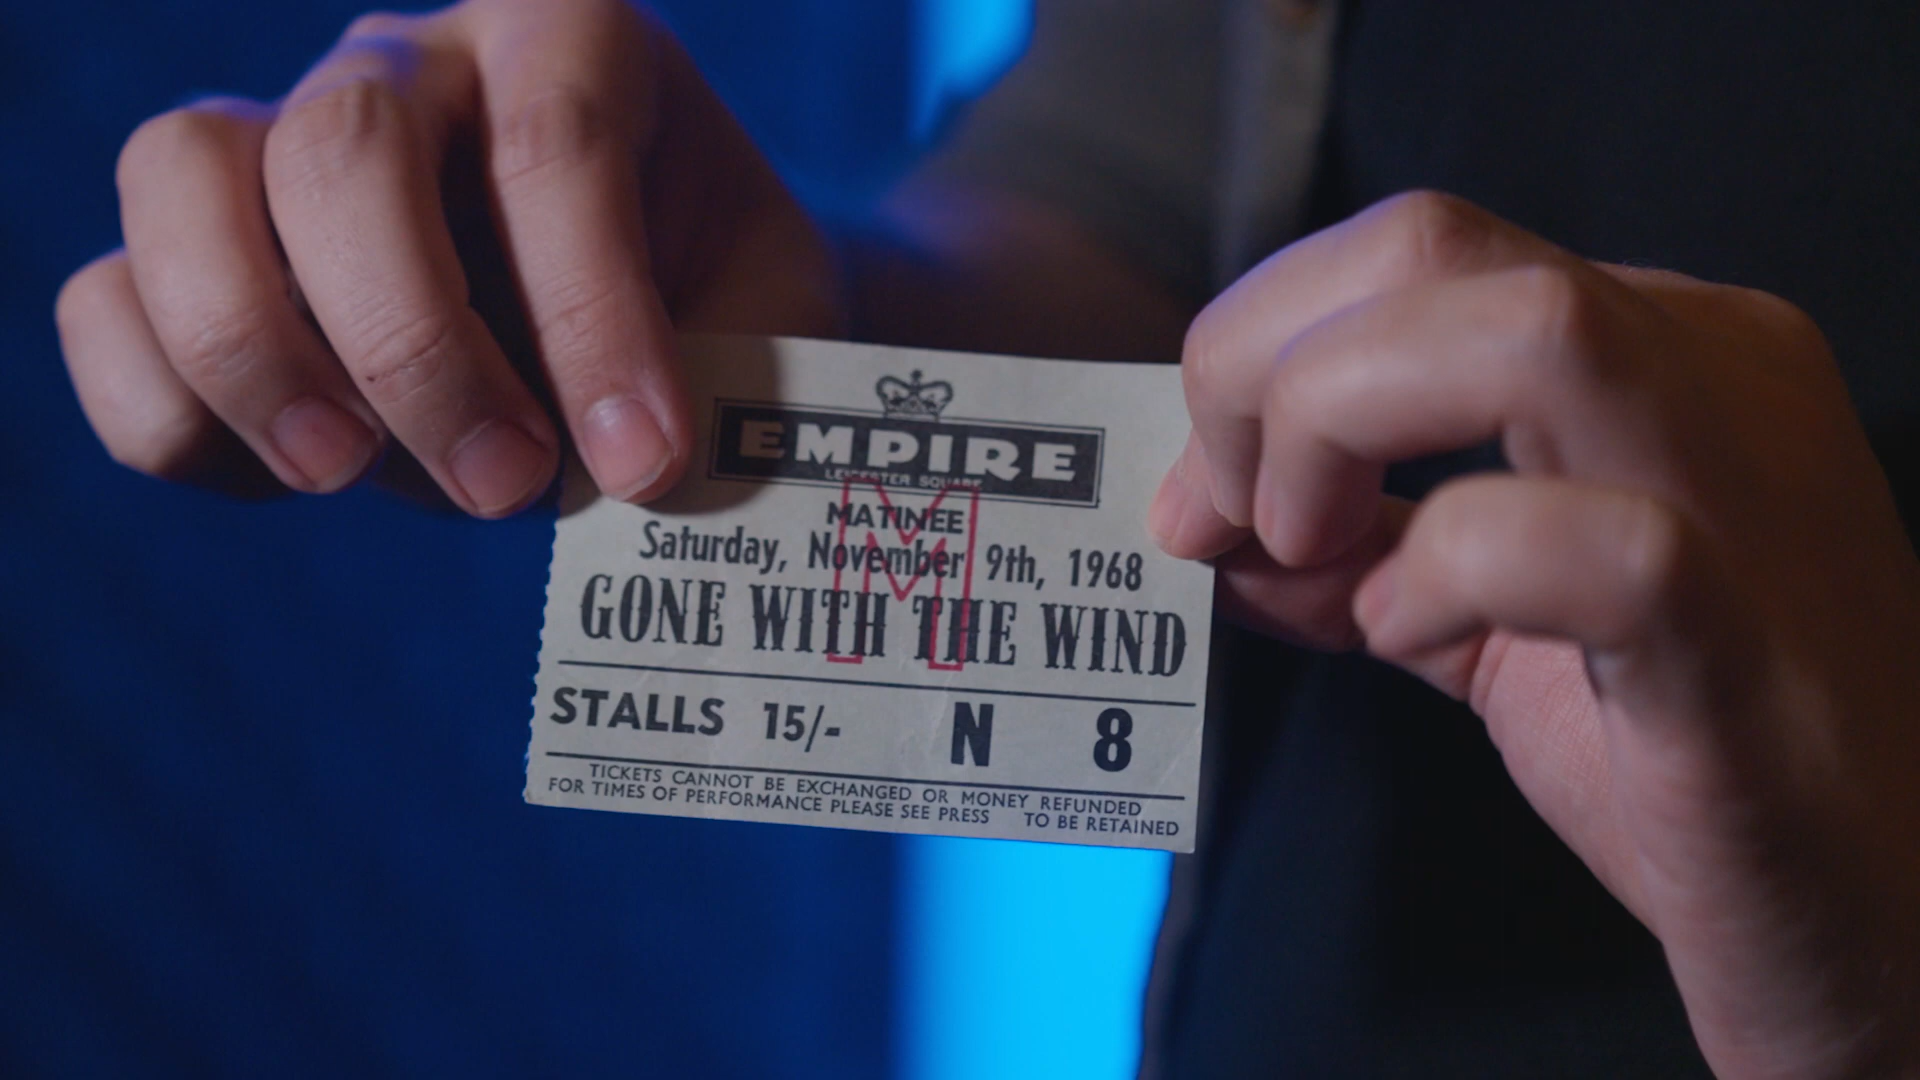 EMPIRE
LEICESTER SQUARE
MATINEE
M
Saturday, November 9th, 1968
GONE WITH THE WIND
STALLS 15/- N 8
TICKETS CANNOT BE EXCHANGED OR MONEY REFUNDED
FOR TIMES OF PERFORMANCE PLEASE SEE PRESS TO BE RETAINED